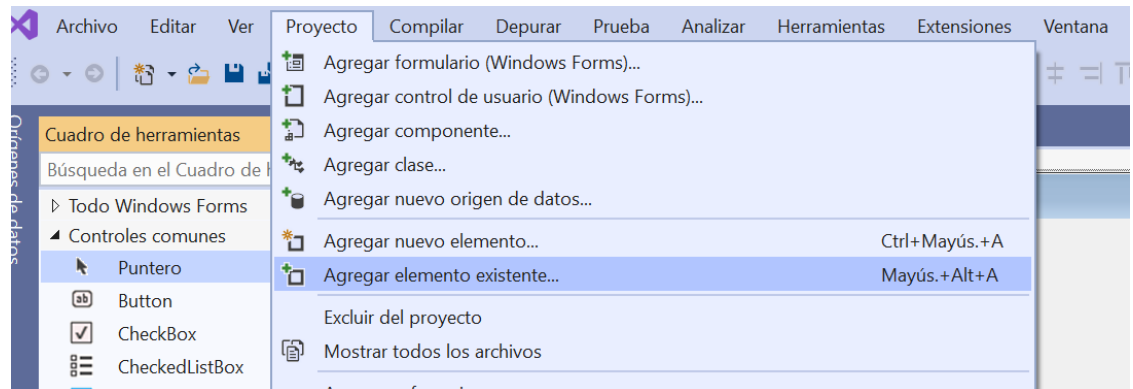 Archivo Editar Ver Proyecto Compilar Depurar Prueba Analizar Herramientas Extensiones Ventana
Agregar formulario (Windows Forms)...
Agregar control de usuario (Windows Forms)...
Agregar componente...
Agregar clase...
Agregar nuevo origen de datos...
Agregar nuevo elemento... Ctrl+Mayús.+A
Agregar elemento existente... Mayús.+Alt+A
Excluir del proyecto
Mostrar todos los archivos
Orígenes de datos
Cuadro de herramientas
Búsqueda en el Cuadro de
Todo Windows Forms
Controles comunes
Puntero
Button
CheckBox
CheckedListBox